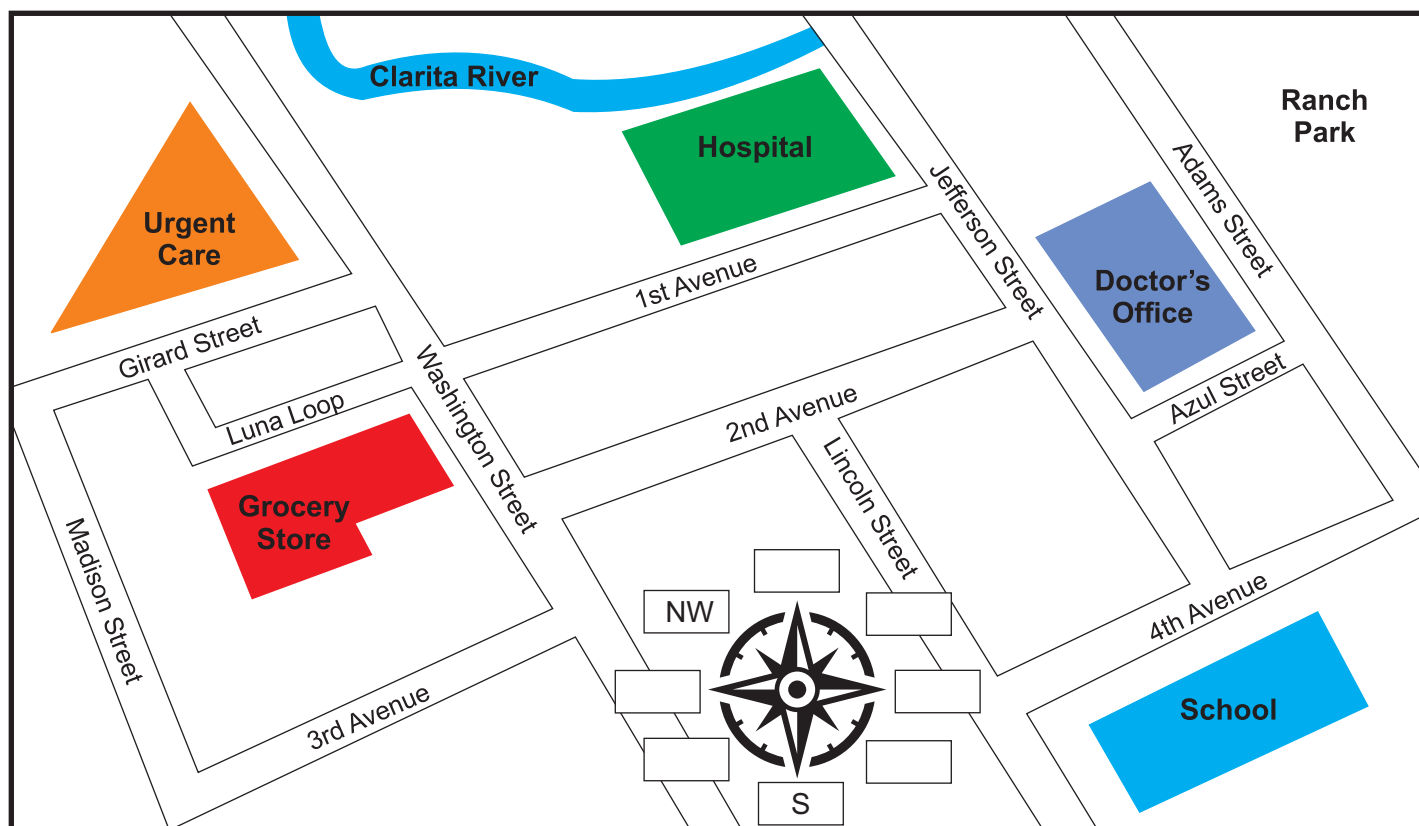 Clarita River
Ranch
Park
Hospital
Adams Street
Jefferson Street
Urgent
Care
1st Avenue
Doctor's
Office
Girard Street
Washington Street
Azul Street
Luna Loop
2nd Avenue
Lincoln Street
Grocery
Store
Madison Street
NW
4th Avenue
3rd Avenue
School
S